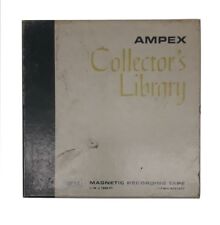 AMPEX
Collector's
Library
MAGNETIC RECORDING TAPE